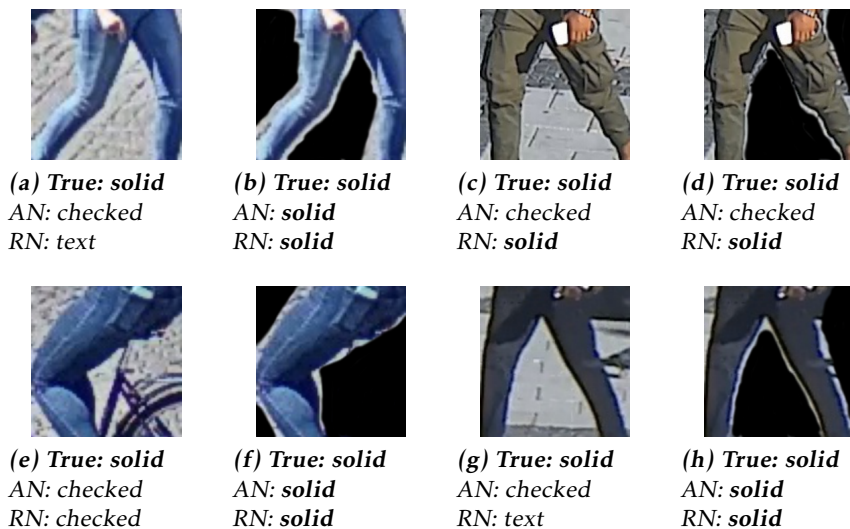 (a) True: solid
AN: checked
RN: text
(b) True: solid
AN: solid
RN: solid
(c) True: solid
AN: checked
RN: solid
(d) True: solid
AN: checked
RN: solid
(e) True: solid
AN: checked
RN: checked
(f) True: solid
AN: solid
RN: solid
(g) True: solid
AN: checked
RN: text
(h) True: solid
AN: solid
RN: solid